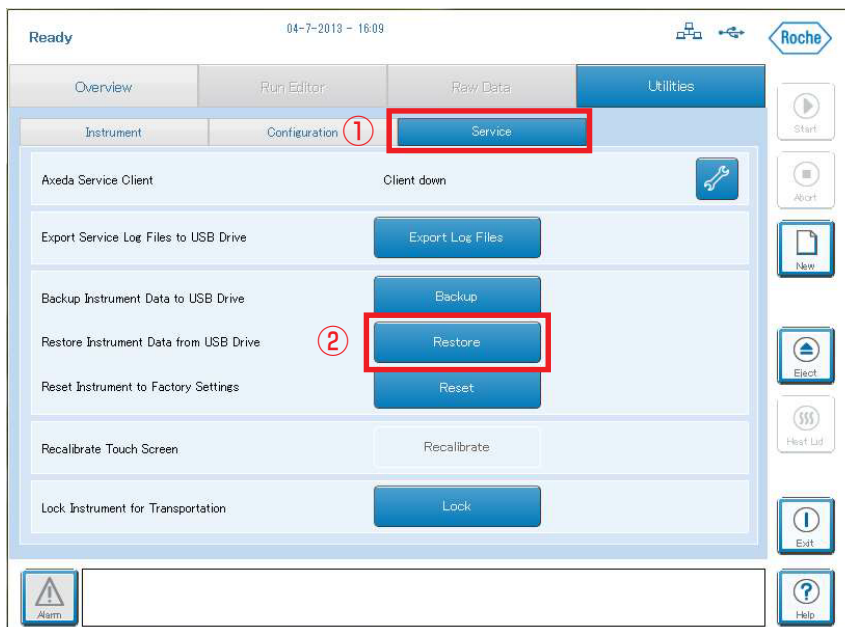 Ready
04-7-2013 - 16:09
Roche
Overview
Run Editor
Raw Data
Utilities
Instrument
Configuration
①
Service
Start
Axeda Service Client
Client down
Abort
Export Service Log Files to USB Drive
Export Log Files
New
Backup Instrument Data to USB Drive
Backup
Restore Instrument Data from USB Drive
②
Restore
Eject
Reset Instrument to Factory Settings
Reset
Recalibrate Touch Screen
Recalibrate
Heat Lid
Lock Instrument for Transportation
Lock
Exit
Alarm
Help